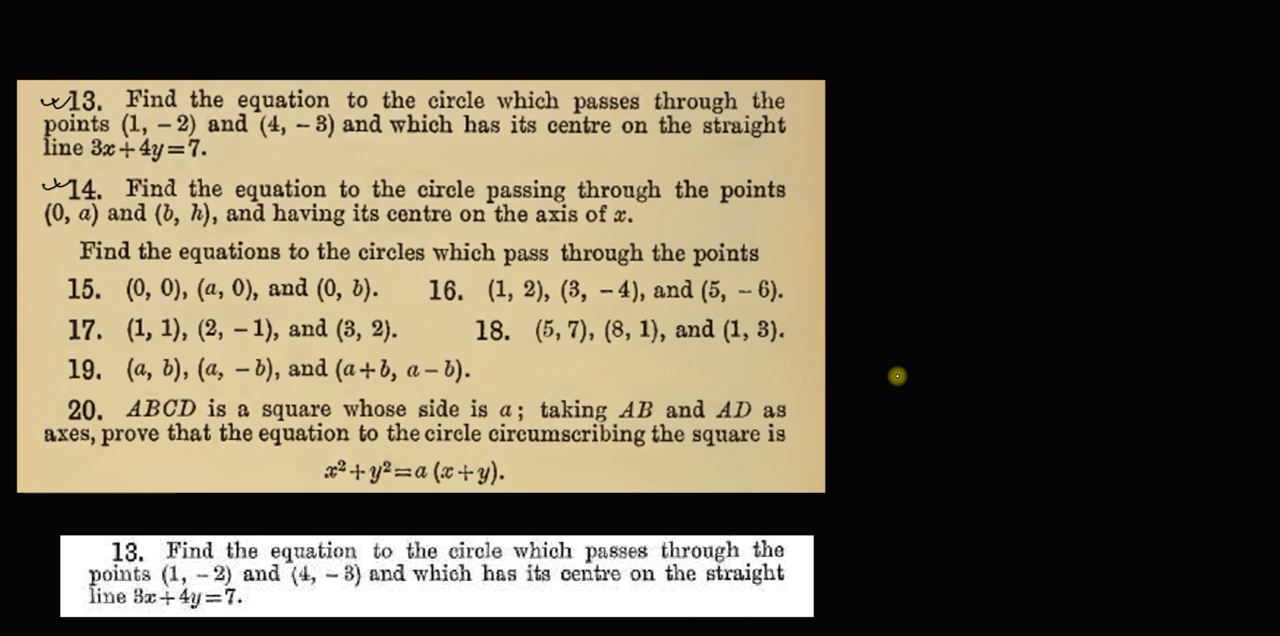 13. Find the equation to the circle which passes through the
points (1, – 2) and (4, – 3) and which has its centre on the straight
line 3x+4y=7.
14. Find the equation to the circle passing through the points
(0, a) and (b, h), and having its centre on the axis of x.
Find the equations to the circles which pass through the points
15. (0, 0), (a, 0), and (0, b). 16. (1, 2), (3, – 4), and (5, – 6).
17. (1, 1), (2, – 1), and (3, 2). 18. (5, 7), (8, 1), and (1, 3).
19. (a, b), (a, – b), and (a+b, a – b).
20. ABCD is a square whose side is a; taking AB and AD as
axes, prove that the equation to the circle circumscribing the square is
x²+y²=a (x+y).
13. Find the equation to the circle which passes through the
points (1, – 2) and (4, – 3) and which has its centre on the straight
line 3x+4y=7.